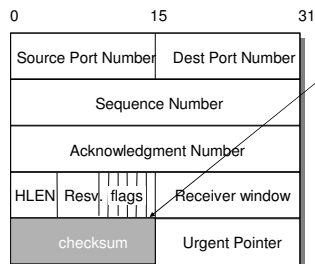 0 15 31
Source Port Number Dest Port Number
Sequence Number
Acknowledgment Number
HLEN Resv. flags Receiver window
checksum Urgent Pointer